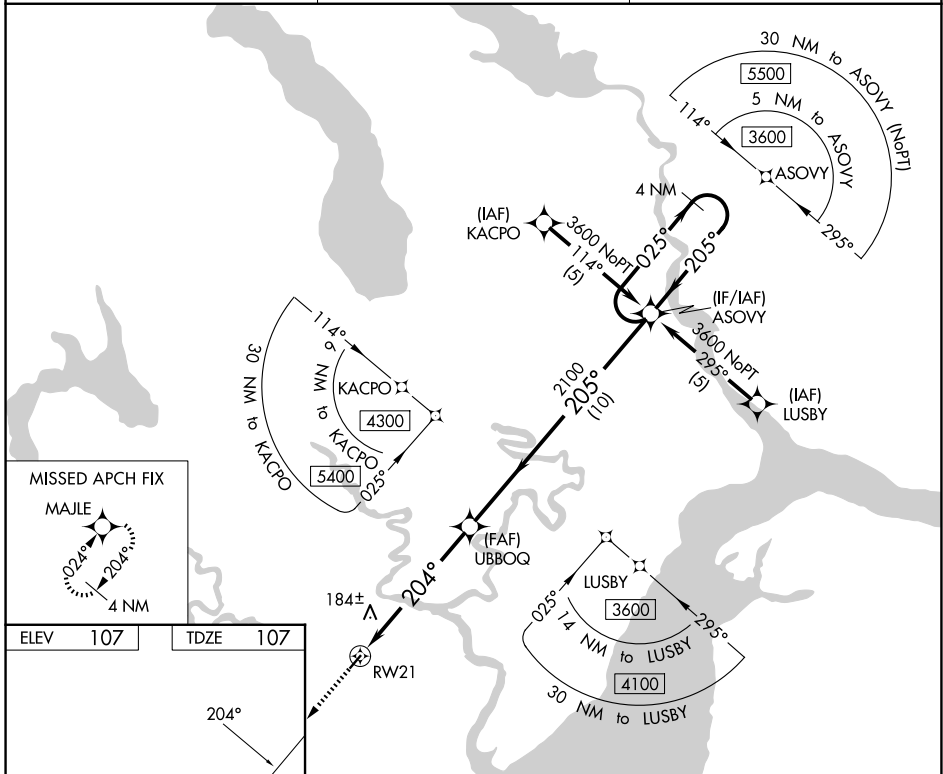 30 NM to ASOVY (NoPT)
5500
5 NM to ASOVY
3600
114°
ASOVY
295°
4 NM
(IAF)
KACPO
3600 NoPT
114°
(5)
025°
205°
(IF/IAF)
ASOVY
3600 NoPT
295°
(5)
(IAF)
LUSBY
2100
205°
(10)
114°
30 NM to KACPO
6 NM to KACPO
KACPO
4300
5400
025°
MISSED APCH FIX
MAJLE
024°
204°
4 NM
(FAF)
UBBOQ
204°
184±
RW21
LUSBY
3600
025°
295°
14 NM to LUSBY
4100
30 NM to LUSBY
ELEV 107
TDZE 107
204°